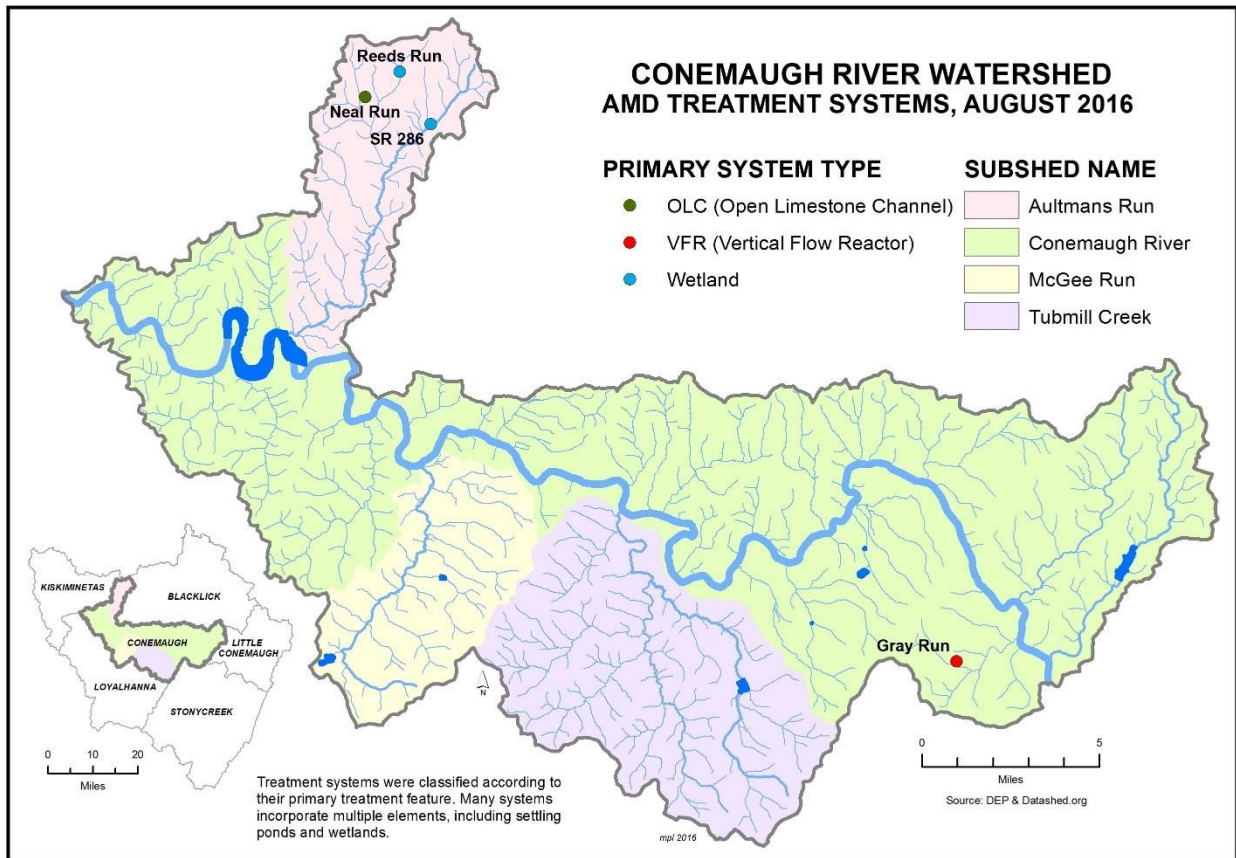 CONEMAUGH RIVER WATERSHED
AMD TREATMENT SYSTEMS, AUGUST 2016
PRIMARY SYSTEM TYPE
OLC (Open Limestone Channel)
VFR (Vertical Flow Reactor)
Wetland
SUBSHED NAME
Aultmans Run
Conemaugh River
McGee Run
Tubmill Creek
Reeds Run
Neal Run
SR 286
Gray Run
KISKIMINETAS
BLACKLICK
CONEMAUGH
LITTLE
CONEMAUGH
LOYALHANNA
STONYCREEK
0 10 20
Miles
N
Treatment systems were classified according to
their primary treatment feature. Many systems
incorporate multiple elements, including settling
ponds and wetlands.
mpl 2016
0 5
Miles
Source: DEP & Datashed.org